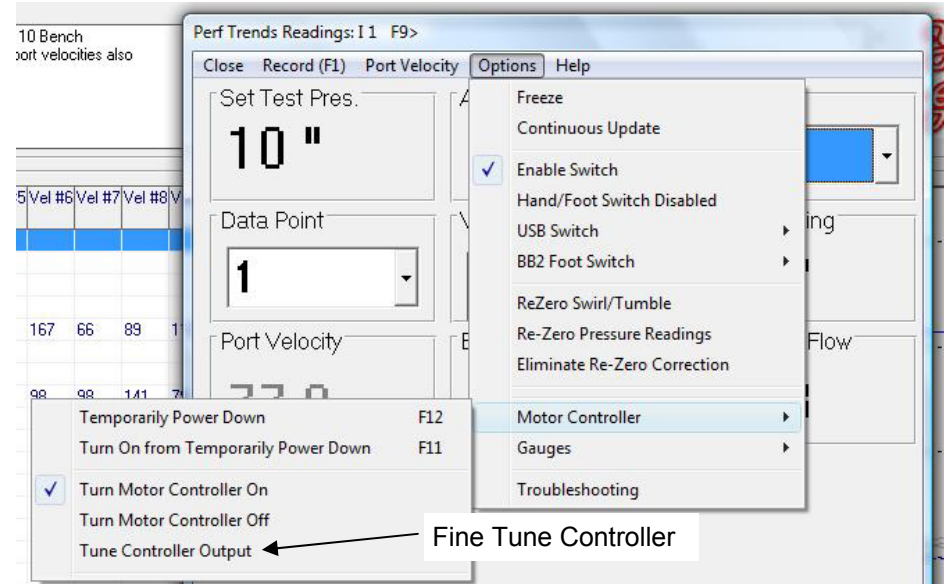 10 Bench
port velocities also
Perf Trends Readings: I 1 F9>
Close Record (F1) Port Velocity Options Help
Set Test Pres.
10 "
Freeze
Continuous Update
Enable Switch
Hand/Foot Switch Disabled
USB Switch
BB2 Foot Switch
ReZero Swirl/Tumble
Re-Zero Pressure Readings
Eliminate Re-Zero Correction
Motor Controller
Gauges
Troubleshooting
5 Vel #6 Vel #7 Vel #8 V
Data Point
1
ing
167 66 89 1
Port Velocity
Flow
98 98 141
Temporarily Power Down F12
Turn On from Temporarily Power Down F11
Turn Motor Controller On
Turn Motor Controller Off
Tune Controller Output
Fine Tune Controller